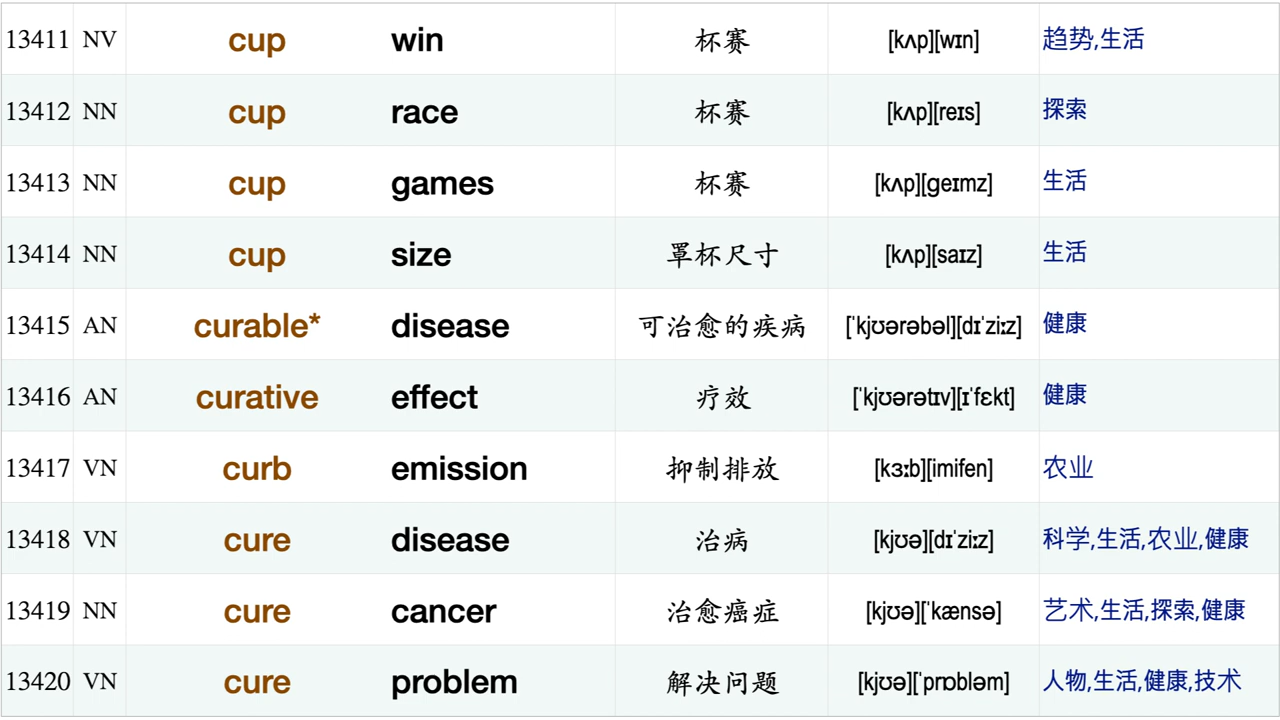 13411 NV cup win 杯赛 [kʌp][wɪn] 趋势,生活
13412 NN cup race 杯赛 [kʌp][reɪs] 探索
13413 NN cup games 杯赛 [kʌp][ɡeɪmz] 生活
13414 NN cup size 罩杯尺寸 [kʌp][saɪz] 生活
13415 AN curable* disease 可治愈的疾病 [ˈkjʊərəbəl][dɪˈziːz] 健康
13416 AN curative effect 疗效 [ˈkjʊərətɪv][ɪˈfɛkt] 健康
13417 VN curb emission 抑制排放 [kɜːb][imifen] 农业
13418 VN cure disease 治病 [kjʊə][dɪˈziːz] 科学,生活,农业,健康
13419 NN cure cancer 治愈癌症 [kjʊə][ˈkænsə] 艺术,生活,探索,健康
13420 VN cure problem 解决问题 [kjʊə][ˈprɒbləm] 人物,生活,健康,技术